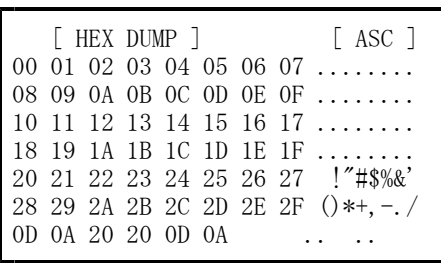 [ HEX DUMP ] [ ASC ]
00 01 02 03 04 05 06 07 ........
08 09 0A 0B 0C 0D 0E 0F ........
10 11 12 13 14 15 16 17 ........
18 19 1A 1B 1C 1D 1E 1F ........
20 21 22 23 24 25 26 27  !"#$%&'
28 29 2A 2B 2C 2D 2E 2F ()*+,-./
0D 0A 20 20 0D 0A ..  ..